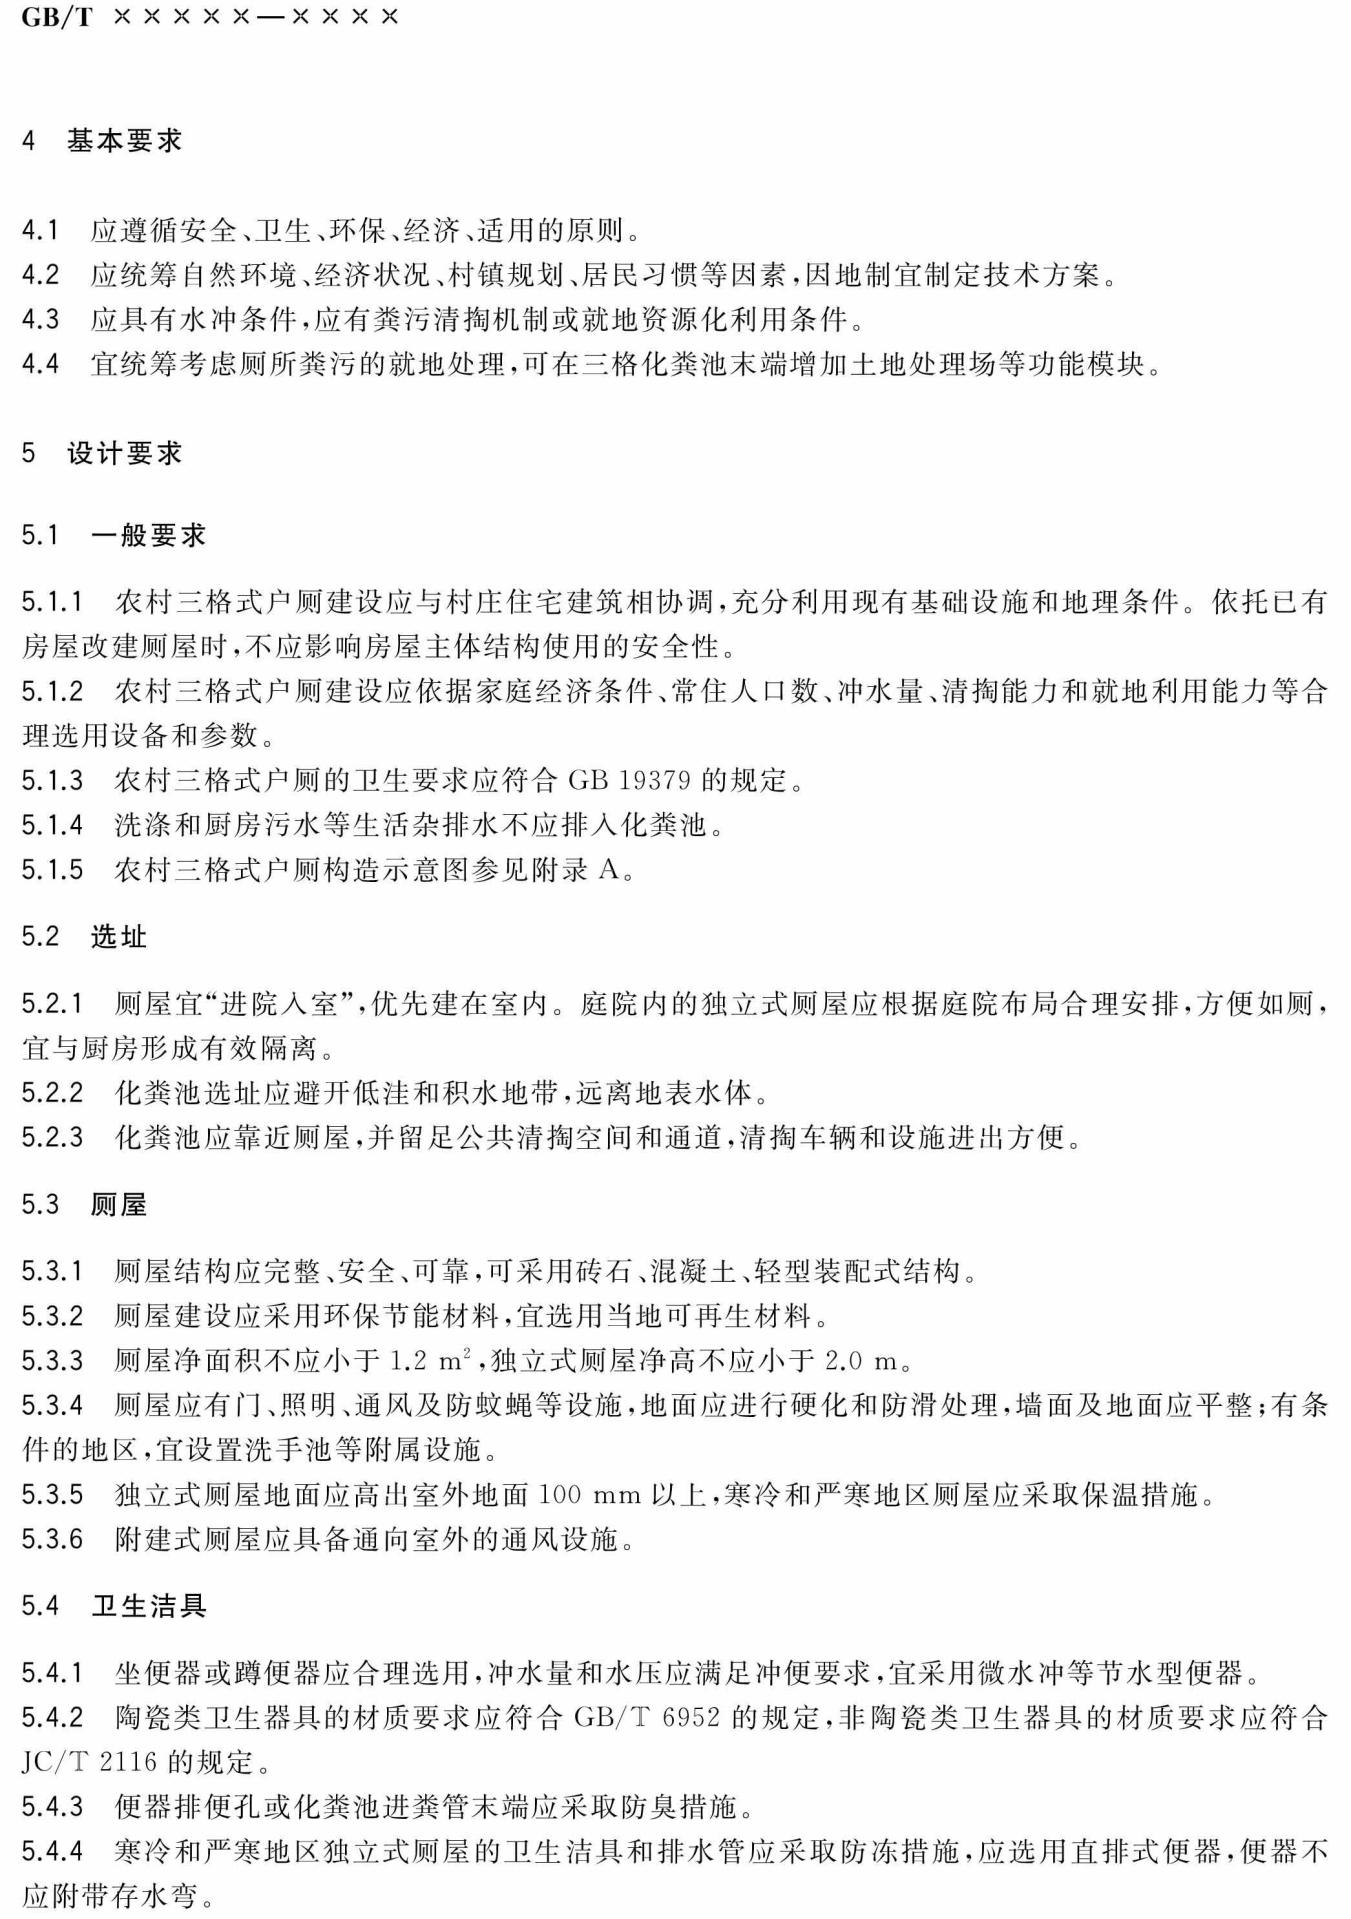 GB/T ×××××—××××
4 基本要求
4.1 应遵循安全、卫生、环保、经济、适用的原则。
4.2 应统筹自然环境、经济状况、村镇规划、居民习惯等因素,因地制宜制定技术方案。
4.3 应具有水冲条件,应有粪污清掏机制或就地资源化利用条件。
4.4 宜统筹考虑厕所粪污的就地处理,可在三格化粪池末端增加土地处理场等功能模块。
5 设计要求
5.1 一般要求
5.1.1 农村三格式户厕建设应与村庄住宅建筑相协调,充分利用现有基础设施和地理条件。依托已有
房屋改建厕屋时,不应影响房屋主体结构使用的安全性。
5.1.2 农村三格式户厕建设应依据家庭经济条件、常住人口数、冲水量、清掏能力和就地利用能力等合
理选用设备和参数。
5.1.3 农村三格式户厕的卫生要求应符合 GB 19379 的规定。
5.1.4 洗涤和厨房污水等生活杂排水不应排入化粪池。
5.1.5 农村三格式户厕构造示意图参见附录 A。
5.2 选址
5.2.1 厕屋宜“进院入室”,优先建在室内。庭院内的独立式厕屋应根据庭院布局合理安排,方便如厕,
宜与厨房形成有效隔离。
5.2.2 化粪池选址应避开低洼和积水地带,远离地表水体。
5.2.3 化粪池应靠近厕屋,并留足公共清掏空间和通道,清掏车辆和设施进出方便。
5.3 厕屋
5.3.1 厕屋结构应完整、安全、可靠,可采用砖石、混凝土、轻型装配式结构。
5.3.2 厕屋建设应采用环保节能材料,宜选用当地可再生材料。
5.3.3 厕屋净面积不应小于 1.2 m²,独立式厕屋净高不应小于 2.0 m。
5.3.4 厕屋应有门、照明、通风及防蚊蝇等设施,地面应进行硬化和防滑处理,墙面及地面应平整;有条
件的地区,宜设置洗手池等附属设施。
5.3.5 独立式厕屋地面应高出室外地面 100 mm 以上,寒冷和严寒地区厕屋应采取保温措施。
5.3.6 附建式厕屋应具备通向室外的通风设施。
5.4 卫生洁具
5.4.1 坐便器或蹲便器应合理选用,冲水量和水压应满足冲便要求,宜采用微水冲等节水型便器。
5.4.2 陶瓷类卫生器具的材质要求应符合 GB/T 6952 的规定,非陶瓷类卫生器具的材质要求应符合
JC/T 2116 的规定。
5.4.3 便器排便孔或化粪池进粪管末端应采取防臭措施。
5.4.4 寒冷和严寒地区独立式厕屋的卫生洁具和排水管应采取防冻措施,应选用直排式便器,便器不
应附带存水弯。